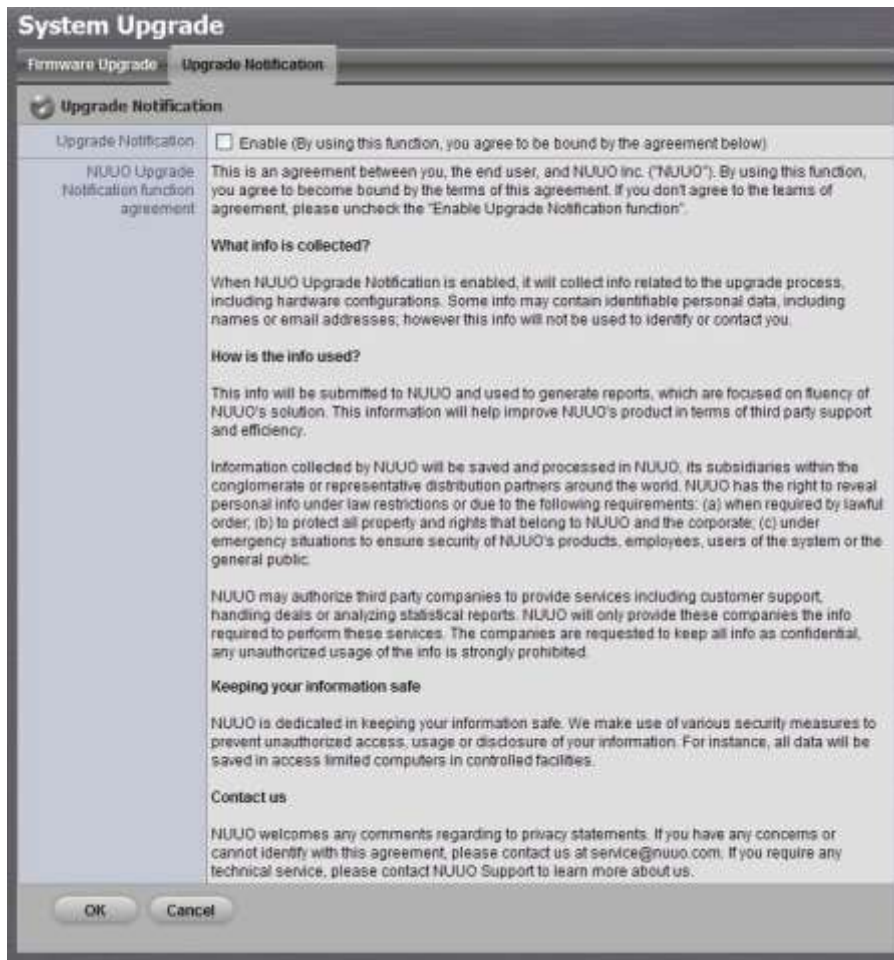 System Upgrade
Firmware Upgrade
Upgrade Notification
Upgrade Notification
Upgrade Notification
Enable (By using this function, you agree to be bound by the agreement below)
NUUO Upgrade
Notification function
agreement
This is an agreement between you, the end user, and NUUO Inc. ("NUUO"). By using this function,
you agree to become bound by the terms of this agreement. If you don't agree to the teams of
agreement, please uncheck the "Enable Upgrade Notification function".
What info is collected?
When NUUO Upgrade Notification is enabled, it will collect info related to the upgrade process,
including hardware configurations. Some info may contain identifiable personal data, including
names or email addresses; however this info will not be used to identify or contact you.
How is the info used?
This info will be submitted to NUUO and used to generate reports, which are focused on fluency of
NUUO's solution. This information will help improve NUUO's product in terms of third party support
and efficiency.
Information collected by NUUO will be saved and processed in NUUO, its subsidiaries within the
conglomerate or representative distribution partners around the world. NUUO has the right to reveal
personal info under law restrictions or due to the following requirements: (a) when required by lawful
order; (b) to protect all property and rights that belong to NUUO and the corporate; (c) under
emergency situations to ensure security of NUUO's products, employees, users of the system or the
general public.
NUUO may authorize third party companies to provide services including customer support,
handling deals or analyzing statistical reports. NUUO will only provide these companies the info
required to perform these services. The companies are requested to keep all info as confidential,
any unauthorized usage of the info is strongly prohibited.
Keeping your information safe
NUUO is dedicated in keeping your information safe. We make use of various security measures to
prevent unauthorized access, usage or disclosure of your information. For instance, all data will be
saved in access limited computers in controlled facilities.
Contact us
NUUO welcomes any comments regarding to privacy statements. If you have any concerns or
cannot identify with this agreement, please contact us at service@nuuo.com. If you require any
technical service, please contact NUUO Support to learn more about us.
OK
Cancel